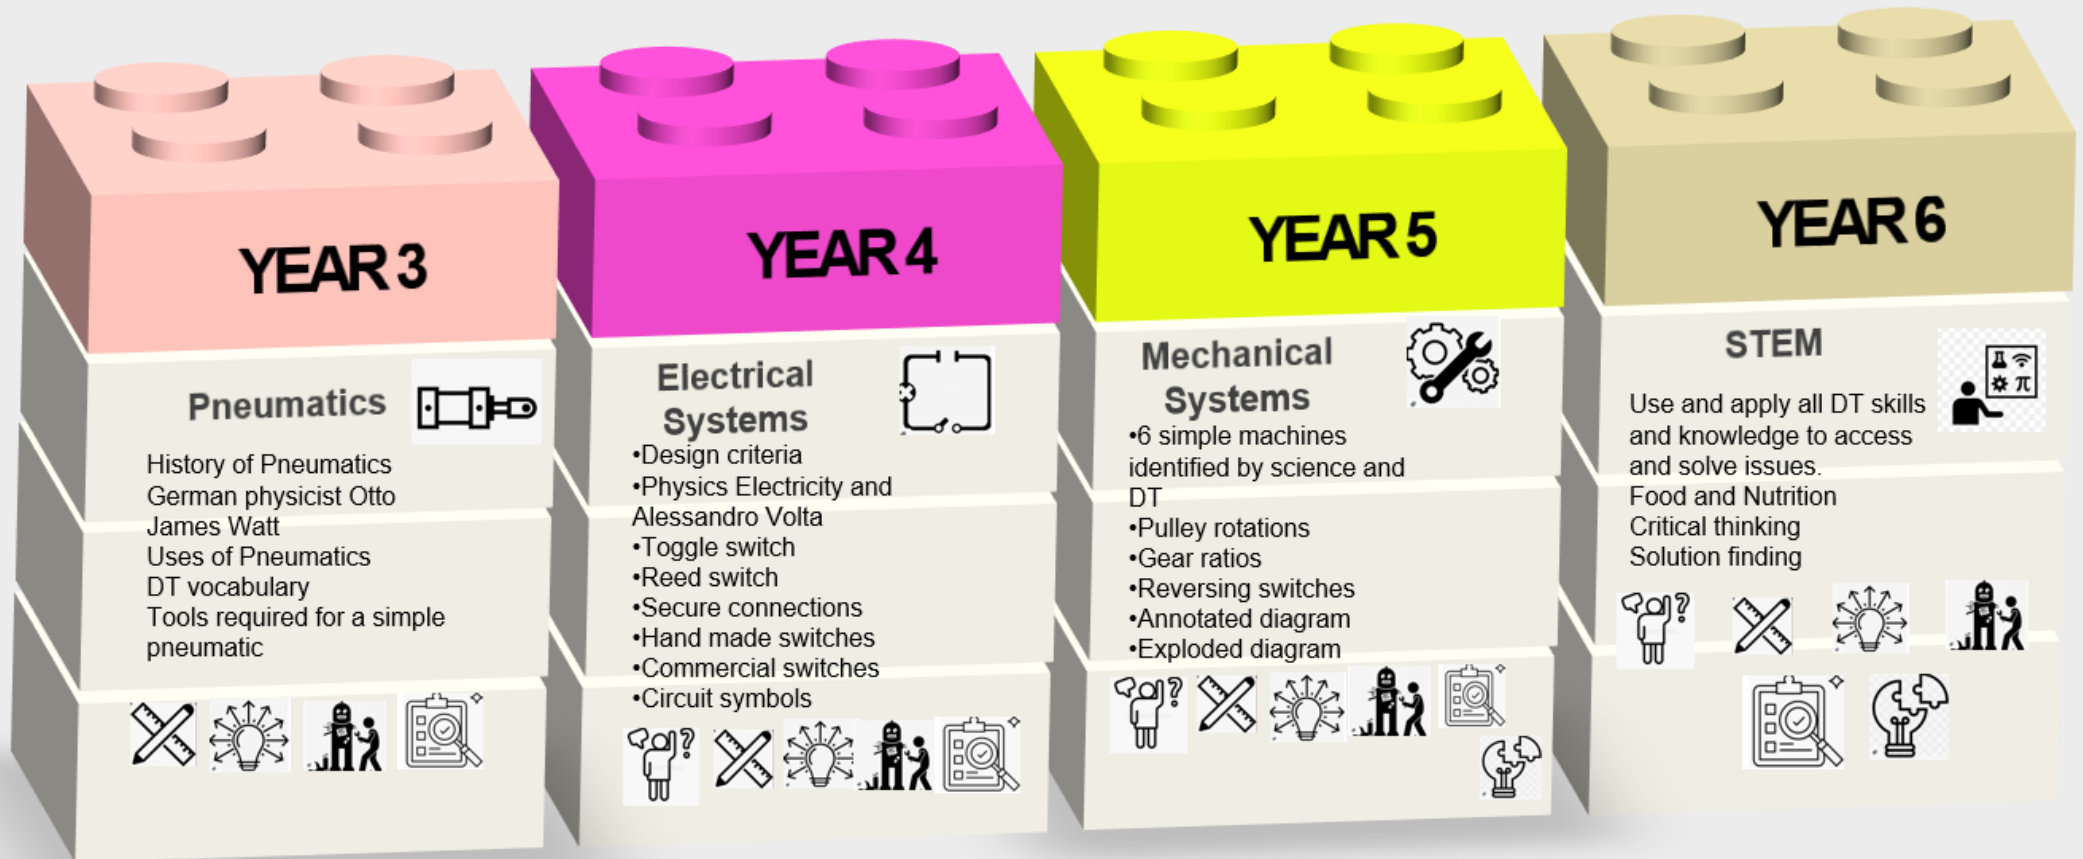 YEAR 3
Pneumatics
History of Pneumatics
German physicist Otto
James Watt
Uses of Pneumatics
DT vocabulary
Tools required for a simple
pneumatic
YEAR 4
Electrical
Systems
•Design criteria
•Physics Electricity and
Alessandro Volta
•Toggle switch
•Reed switch
•Secure connections
•Hand made switches
•Commercial switches
•Circuit symbols
?
YEAR 5
Mechanical
Systems
•6 simple machines
identified by science and
DT
•Pulley rotations
•Gear ratios
•Reversing switches
•Annotated diagram
•Exploded diagram
?
YEAR 6
STEM
π
Use and apply all DT skills
and knowledge to access
and solve issues.
Food and Nutrition
Critical thinking
Solution finding
?